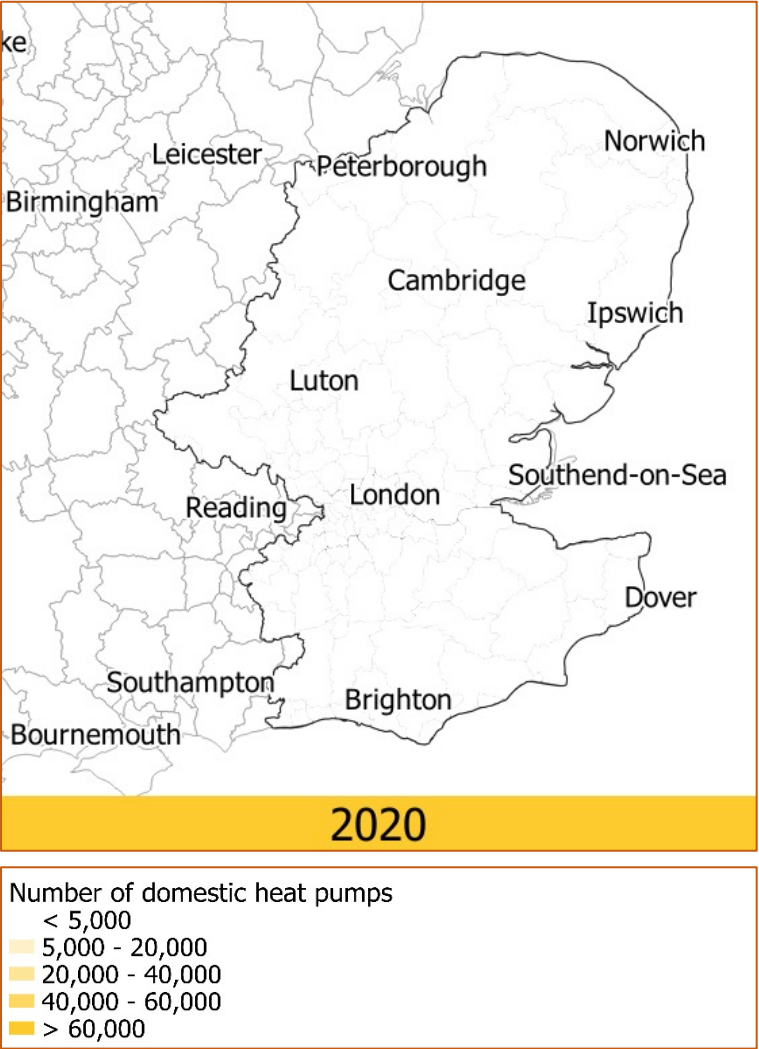 ke
Norwich
Leicester
Peterborough
Birmingham
Cambridge
Ipswich
Luton
Southend-on-Sea
London
Reading
Dover
Southampton
Brighton
Bournemouth
2020
Number of domestic heat pumps
< 5,000
5,000 - 20,000
20,000 - 40,000
40,000 - 60,000
> 60,000